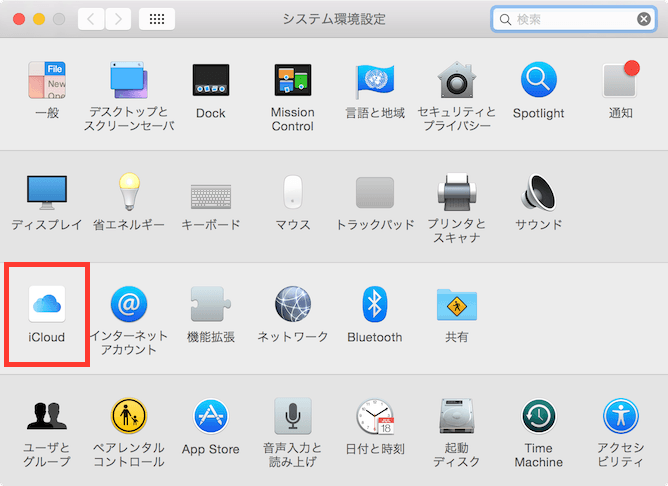 システム環境設定
検索
File
New
Ope
一般
デスクトップと
スクリーンセーバ
Dock
Mission
Control
言語と地域
セキュリティと
プライバシー
Spotlight
通知
ディスプレイ
省エネルギー
キーボード
マウス
トラックパッド
プリンタと
スキャナ
サウンド
iCloud
@
インターネット
アカウント
機能拡張
ネットワーク
Bluetooth
共有
ユーザと
グループ
ペアレンタル
コントロール
App Store
音声入力と
読み上げ
JUL
18
日付と時刻
起動
ディスク
Time
Machine
アクセシ
ビリティ